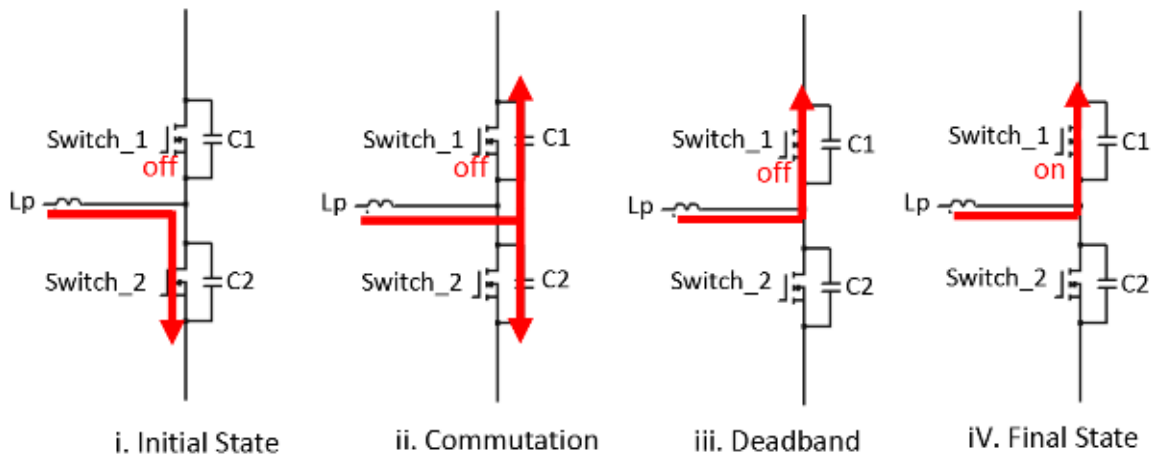 Switch_1
off
C1
Lp
Switch_2
C2
i. Initial State
Switch_1
off
C1
Lp
Switch_2
C2
ii. Commutation
Switch_1
off
C1
Lp
Switch_2
C2
iii. Deadband
Switch_1
on
C1
Lp
Switch_2
C2
iV. Final State